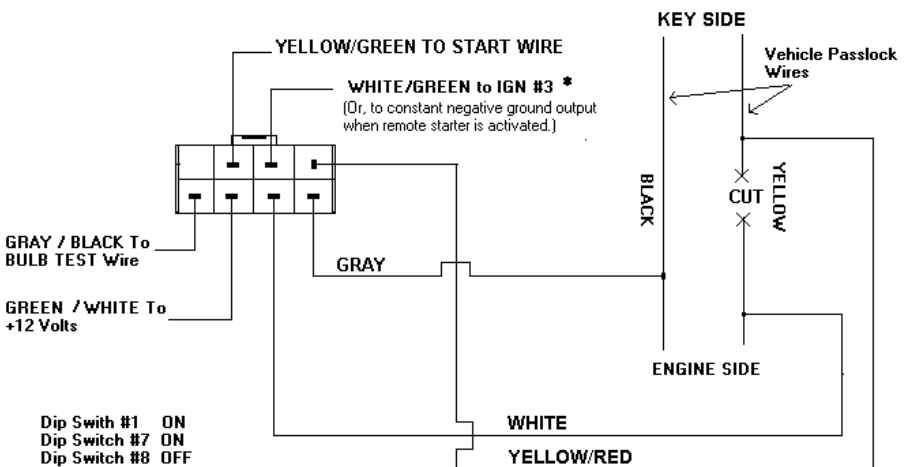 KEY SIDE
YELLOW/GREEN TO START WIRE
Vehicle Passlock
Wires
WHITE/GREEN to IGN #3 *
(Or, to constant negative ground output
when remote starter is activated.)
BLACK
YELLOW
CUT
GRAY / BLACK To
BULB TEST Wire
GRAY
GREEN / WHITE To
+12 Volts
ENGINE SIDE
Dip Swith #1 ON
Dip Switch #7 ON
Dip Switch #8 OFF
WHITE
YELLOW/RED